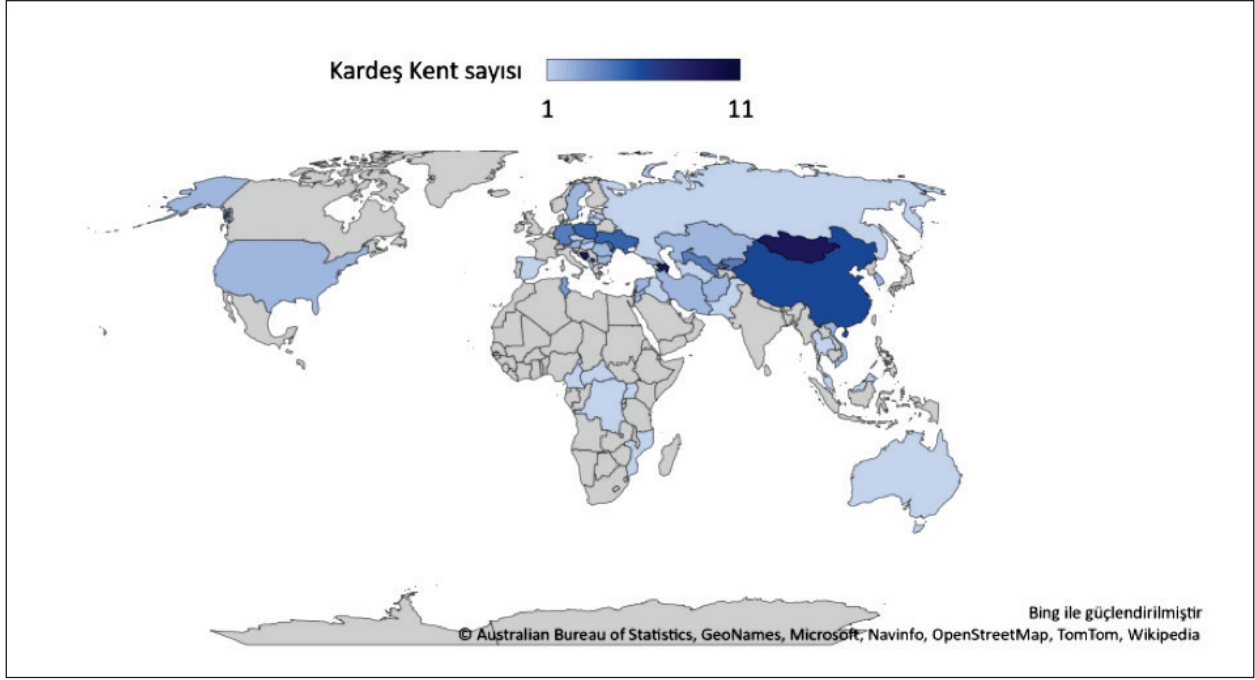 Kardeş Kent sayısı
1 11
Bing ile güçlendirilmiştir
© Australian Bureau of Statistics, GeoNames, Microsoft, Navinfo, OpenStreetMap, TomTom, Wikipedia